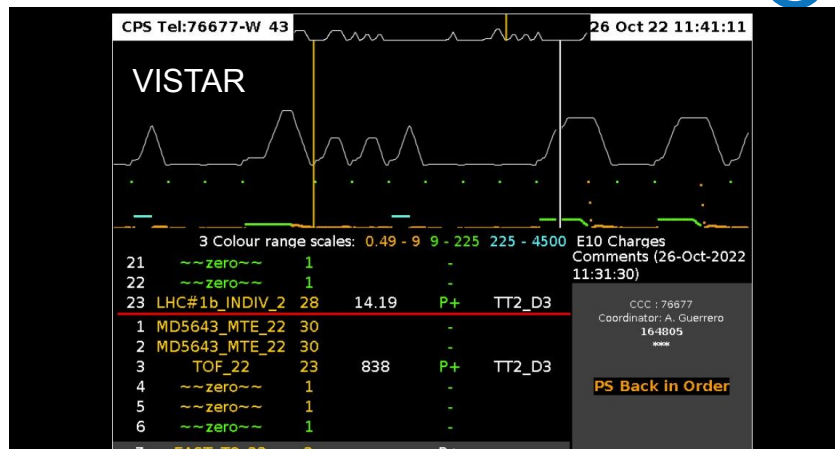 CPS Tel:76677-W 43
26 Oct 22 11:41:11
VISTAR
3 Colour range scales: 0.49 - 9 9 - 225 225 - 4500 E10 Charges
21 ~~zero~~ 1 -
22 ~~zero~~ 1 -
23 LHC#1b_INDIV_2 28 14.19 P+ TT2_D3
1 MD5643_MTE_22 30 -
2 MD5643_MTE_22 30 -
3 TOF_22 23 838 P+ TT2_D3
4 ~~zero~~ 1 -
5 ~~zero~~ 1 -
6 ~~zero~~ 1 -
Comments (26-Oct-2022
11:31:30)
CCC : 76677
Coordinator: A. Guerrero
164805
***
PS Back in Order